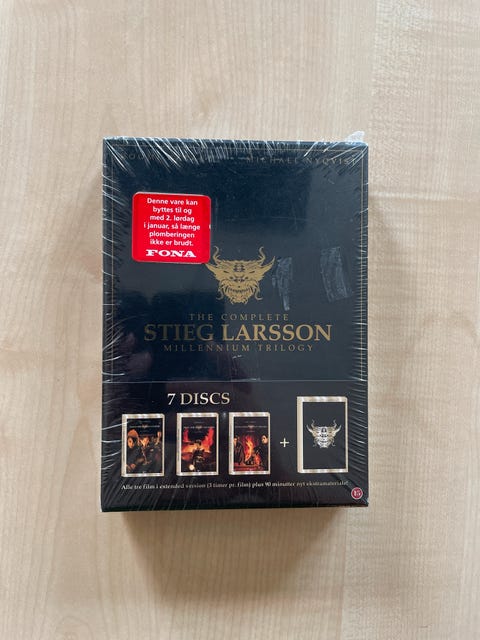 MICHAEL NYQVIST
Denne vare kan
byttes til og
med 2. lørdag
i januar, så længe
plomberingen
ikke er brudt.
FONA
THE COMPLETE
STIEG LARSSON
MILLENNIUM TRILOGY
7 DISCS
+
Alle tre film i extended version (3 timer pr. film) plus 90 minutter nyt ekstramateriale!
15